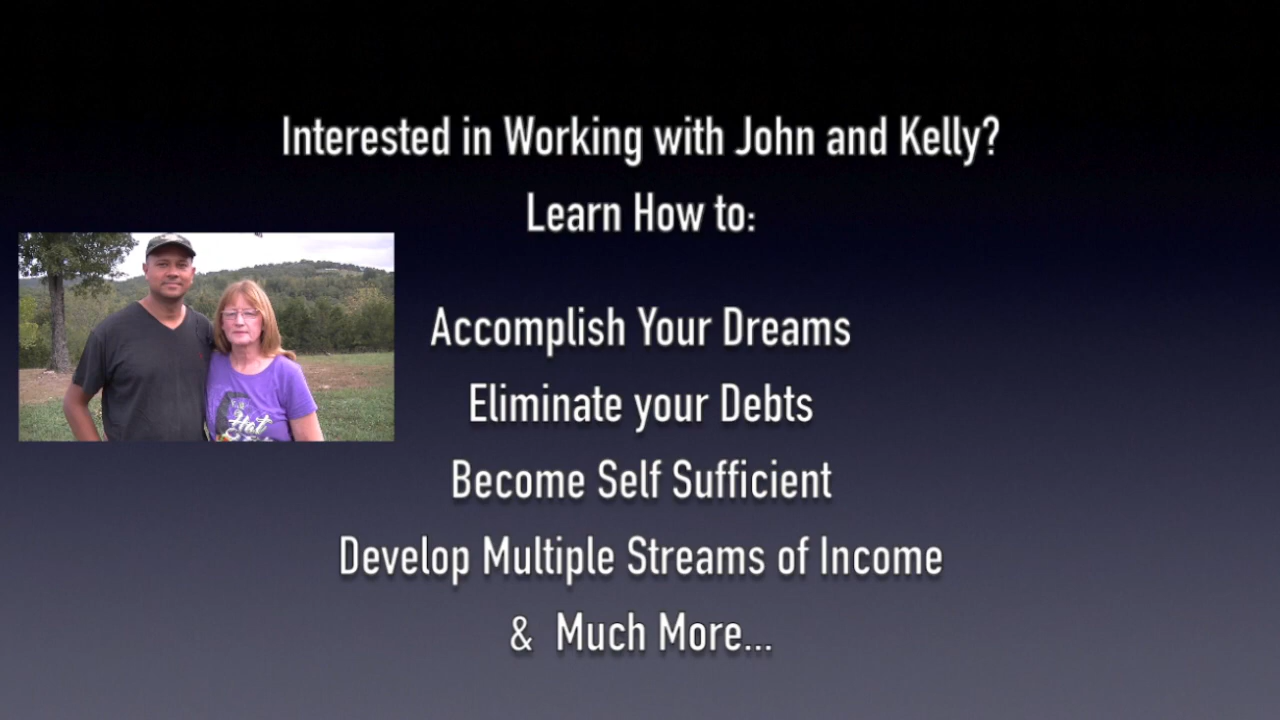 Interested in Working with John and Kelly?
Learn How to:
Accomplish Your Dreams
Eliminate your Debts
Become Self Sufficient
Develop Multiple Streams of Income
& Much More...
Hot